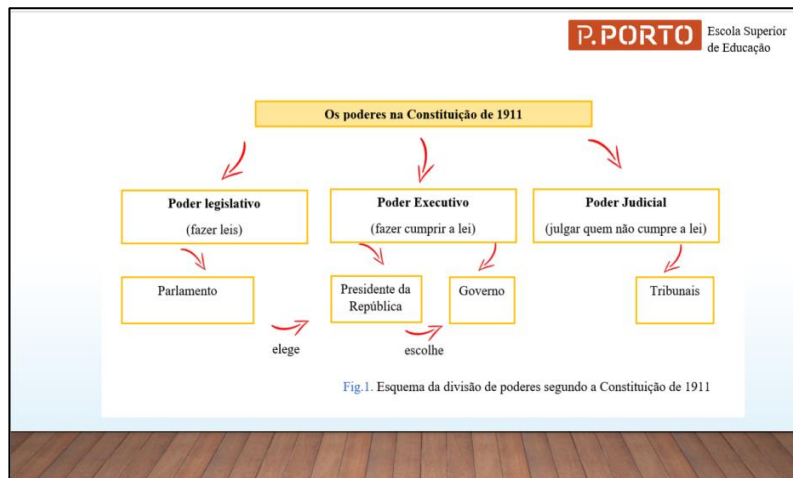 P.PORTO
Escola Superior
de Educação
Os poderes na Constituição de 1911
Poder legislativo
(fazer leis)
Poder Executivo
(fazer cumprir a lei)
Poder Judicial
(julgar quem não cumpre a lei)
Parlamento
Presidente da
República
Governo
Tribunais
elege
escolhe
Fig.1. Esquema da divisão de poderes segundo a Constituição de 1911